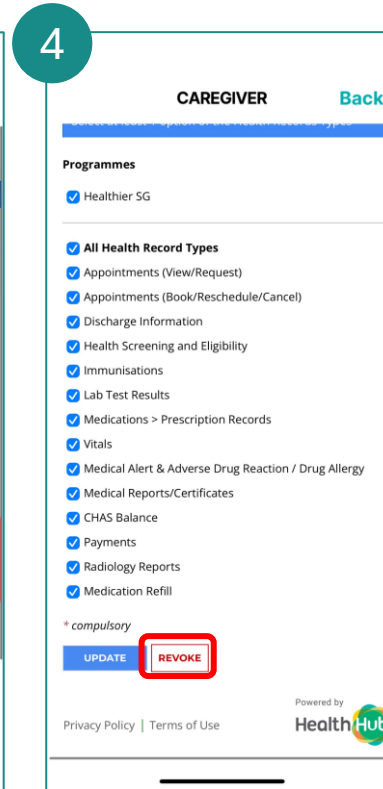 4
CAREGIVER Back
Programmes
Healthier SG
All Health Record Types
Appointments (View/Request)
Appointments (Book/Reschedule/Cancel)
Discharge Information
Health Screening and Eligibility
Immunisations
Lab Test Results
Medications > Prescription Records
Vitals
Medical Alert & Adverse Drug Reaction / Drug Allergy
Medical Reports/Certificates
CHAS Balance
Payments
Radiology Reports
Medication Refill
* compulsory
UPDATE REVOKE
Powered by
Privacy Policy | Terms of Use HealthHub